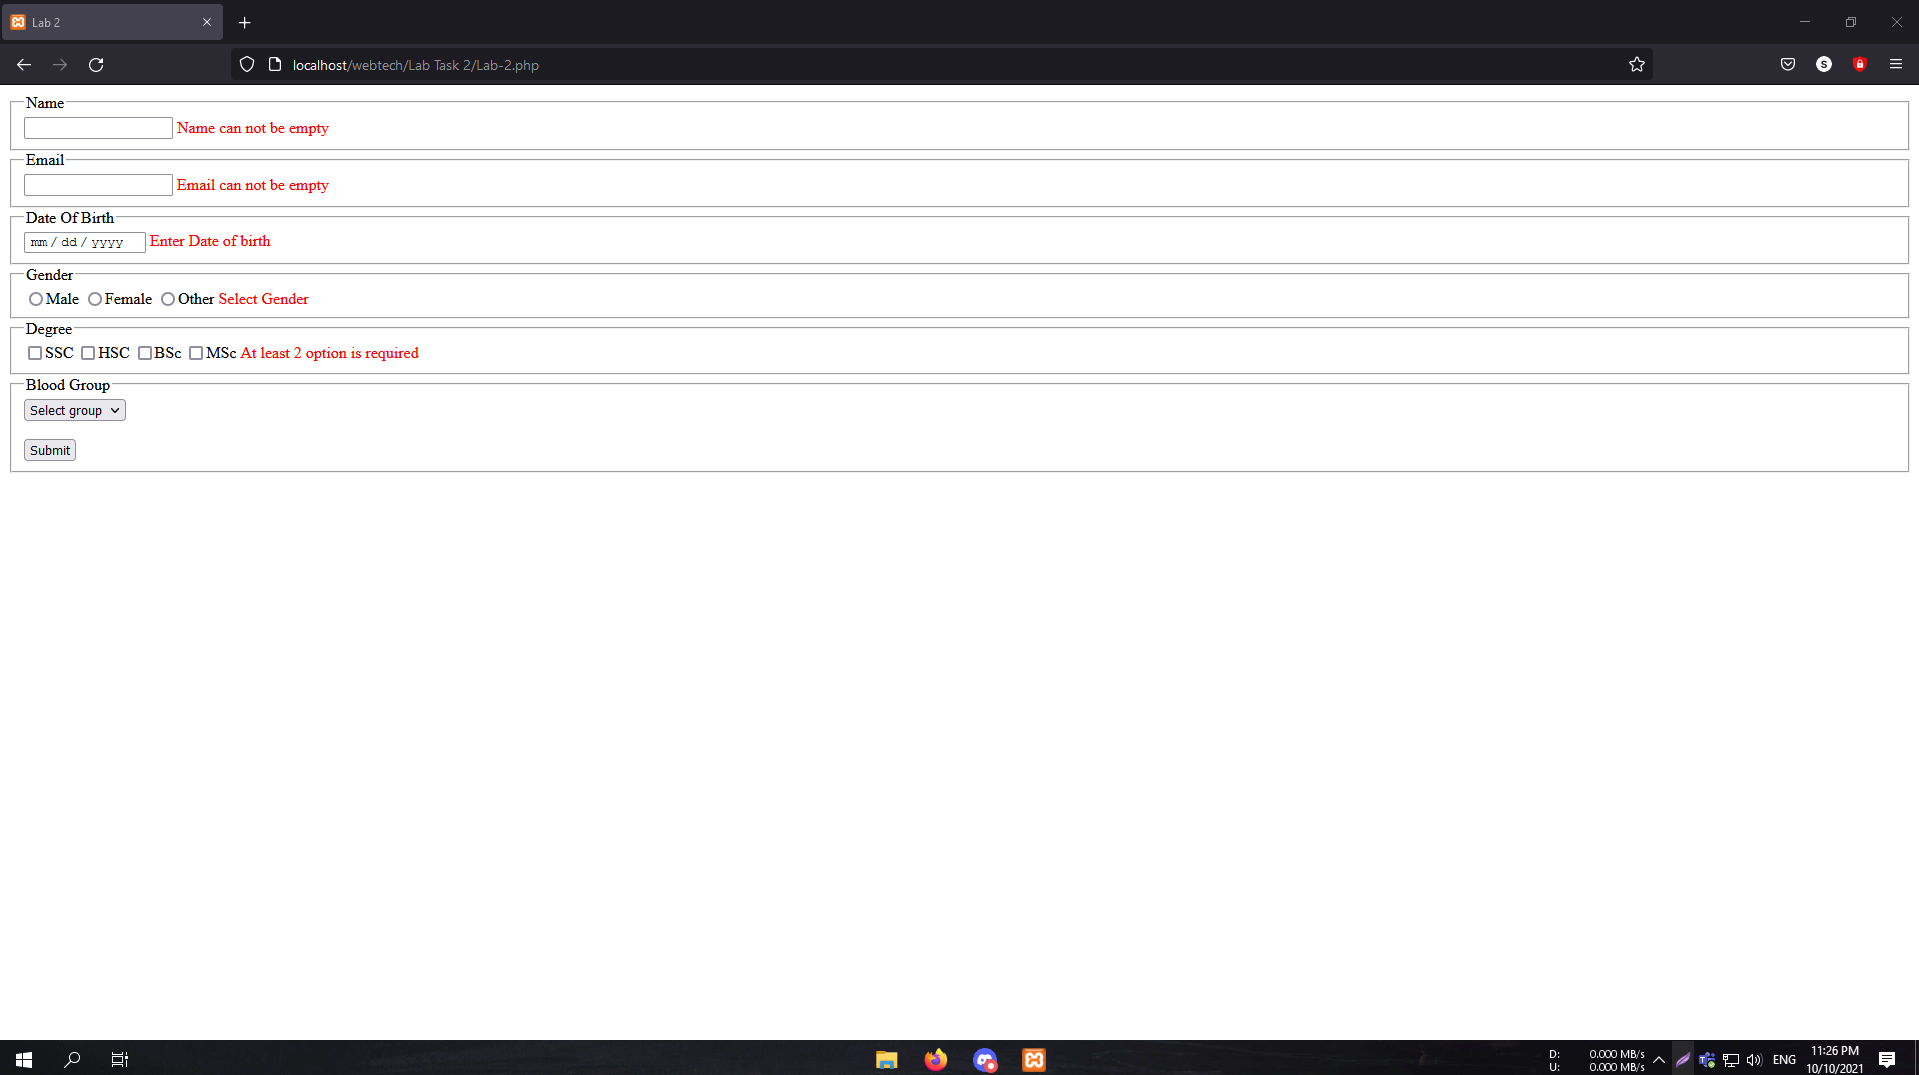 Lab 2
localhost/webtech/Lab Task 2/Lab-2.php
S
Name
Name can not be empty
Email
Email can not be empty
Date Of Birth
mm / dd / yyyy Enter Date of birth
Gender
Male Female Other Select Gender
Degree
SSC HSC BSc MSc At least 2 option is required
Blood Group
Select group
Submit
D: 0.000 MB/s
U: 0.000 MB/s
ENG
11:26 PM
10/10/2021